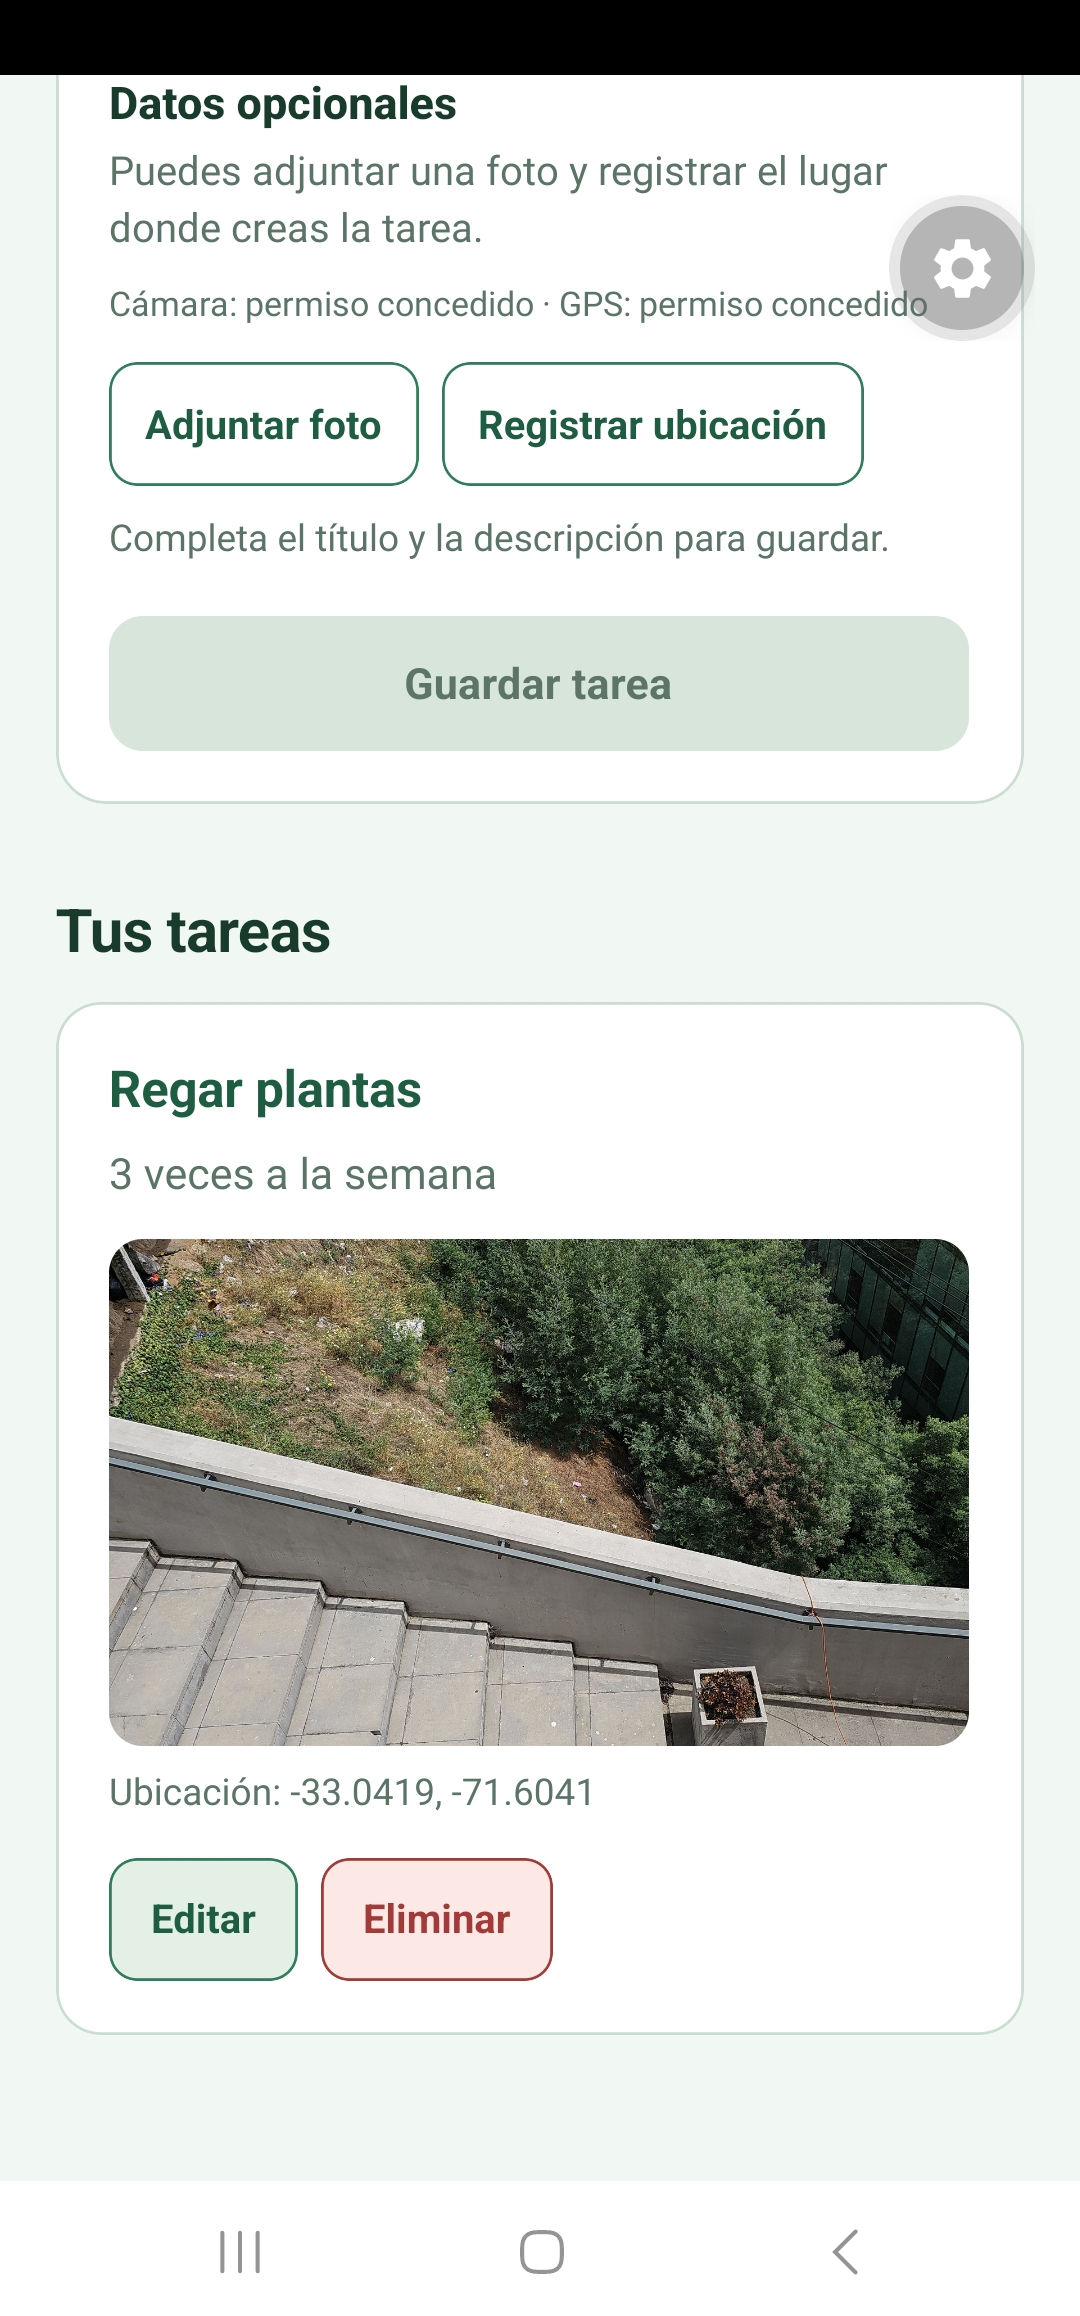 Datos opcionales
Puedes adjuntar una foto y registrar el lugar
donde creas la tarea.
Cámara: permiso concedido · GPS: permiso concedido
Adjuntar foto
Registrar ubicación
Completa el título y la descripción para guardar.
Guardar tarea
Tus tareas
Regar plantas
3 veces a la semana
Ubicación: -33.0419, -71.6041
Editar
Eliminar